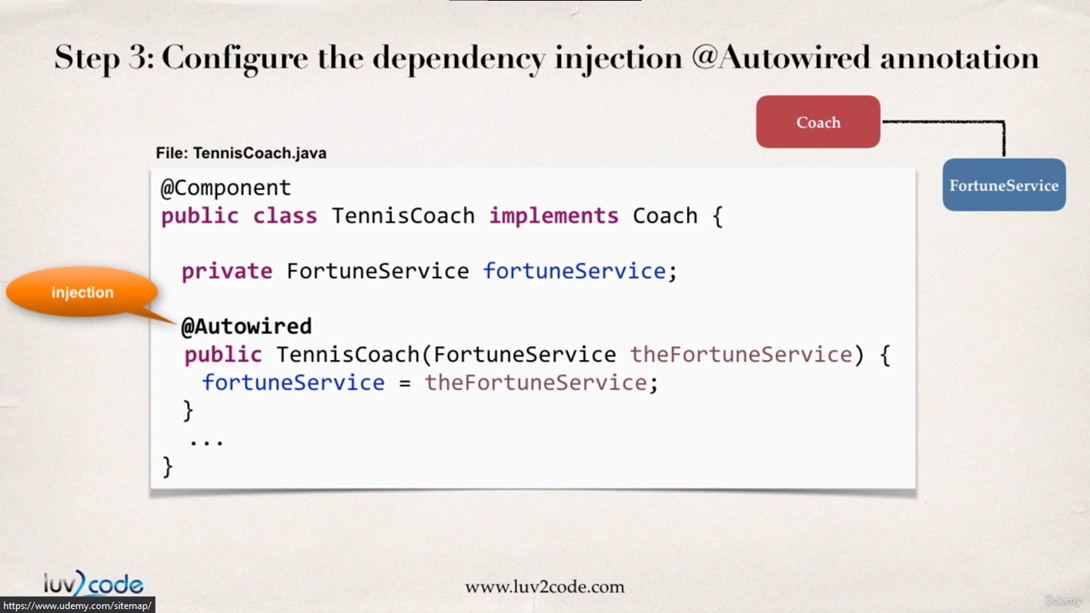 Step 3: Configure the dependency injection @Autowired annotation
Coach
FortuneService
File: TennisCoach.java
@Component
public class TennisCoach implements Coach {
private FortuneService fortuneService;
injection
@Autowired
public TennisCoach(FortuneService theFortuneService) {
fortuneService = theFortuneService;
}
...
}
luv2code
www.luv2code.com
https://www.udemy.com/sitemap/
udemy